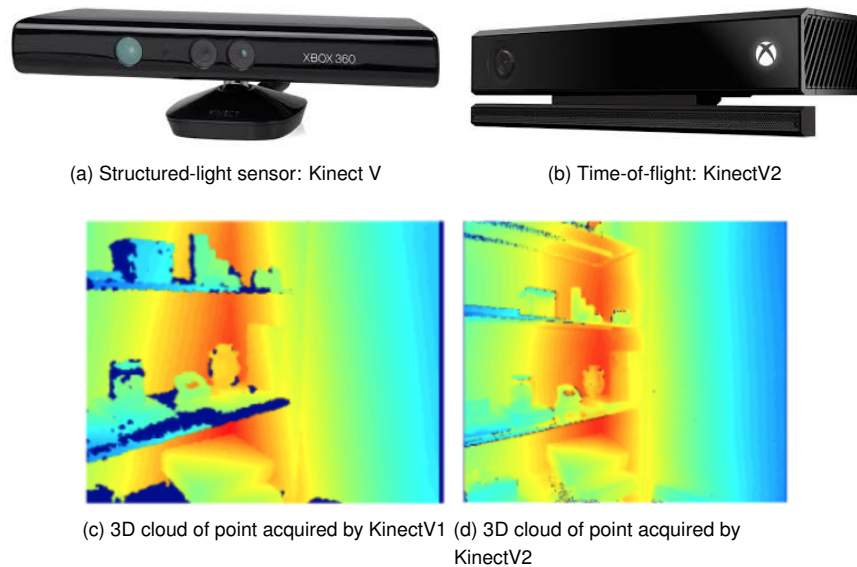 XBOX 360
KINECT
(a) Structured-light sensor: Kinect V
(b) Time-of-flight: KinectV2
(c) 3D cloud of point acquired by KinectV1
(d) 3D cloud of point acquired by
KinectV2